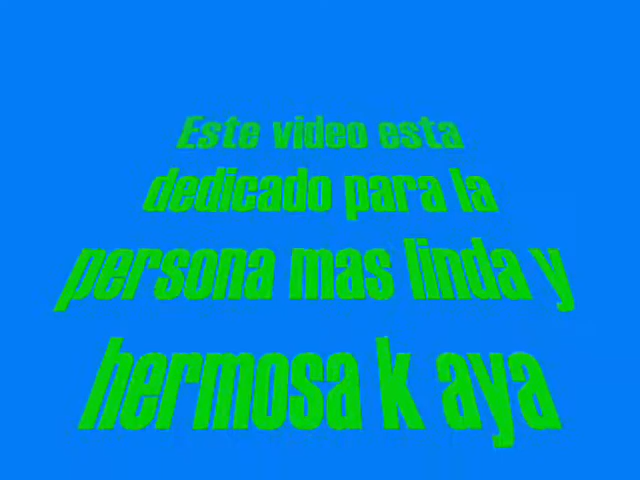 Este video esta
dedicado para la
persona mas linda y
hermosa k aya